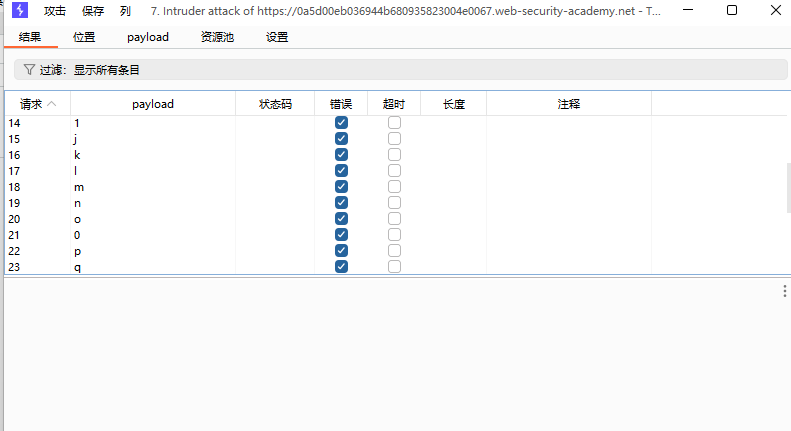 攻击 保存 列 7. Intruder attack of https://0a5d00eb036944b680935823004e0067.web-security-academy.net - T...
结果 位置 payload 资源池 设置
过滤: 显示所有条目
请求 payload 状态码 错误 超时 长度 注释
14 1
15 j
16 k
17 l
18 m
19 n
20 o
21 0
22 p
23 q